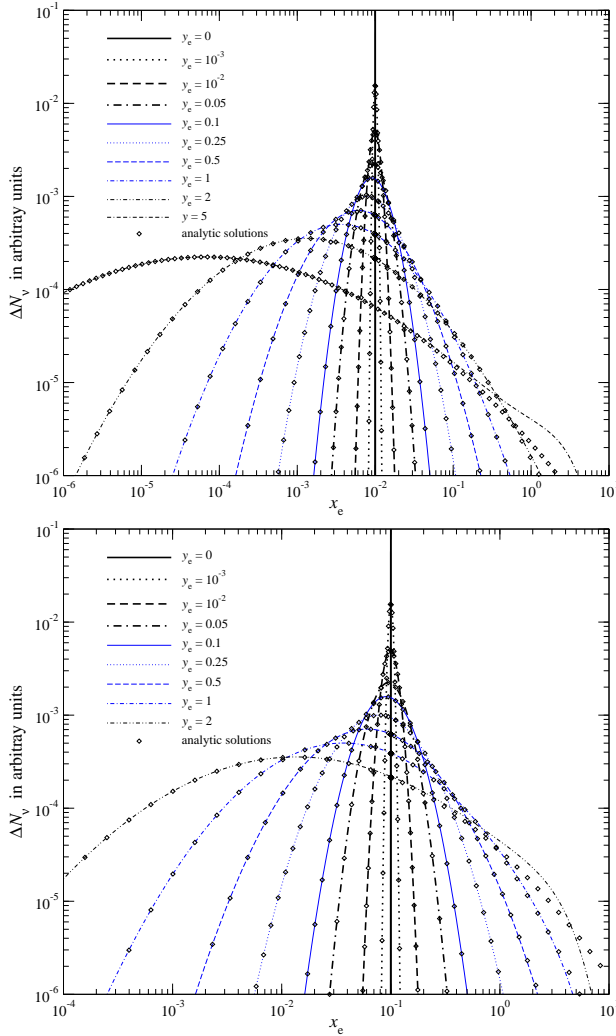 10⁻¹
10⁻²
10⁻³
10⁻⁴
10⁻⁵
10⁻⁶
ΔN_ν in arbitray units
y_e = 0
y_e = 10⁻³
y_e = 10⁻²
y_e = 0.05
y_e = 0.1
y_e = 0.25
y_e = 0.5
y_e = 1
y_e = 2
y = 5
analytic solutions
10⁻⁶ 10⁻⁵ 10⁻⁴ 10⁻³ 10⁻² 10⁻¹ 10⁰ 10
x_e
10⁻¹
10⁻²
10⁻³
10⁻⁴
10⁻⁵
10⁻⁶
ΔN_ν in arbitray units
y_e = 0
y_e = 10⁻³
y_e = 10⁻²
y_e = 0.05
y_e = 0.1
y_e = 0.25
y_e = 0.5
y_e = 1
y_e = 2
analytic solutions
10⁻⁴ 10⁻³ 10⁻² 10⁻¹ 10⁰ 10
x_e